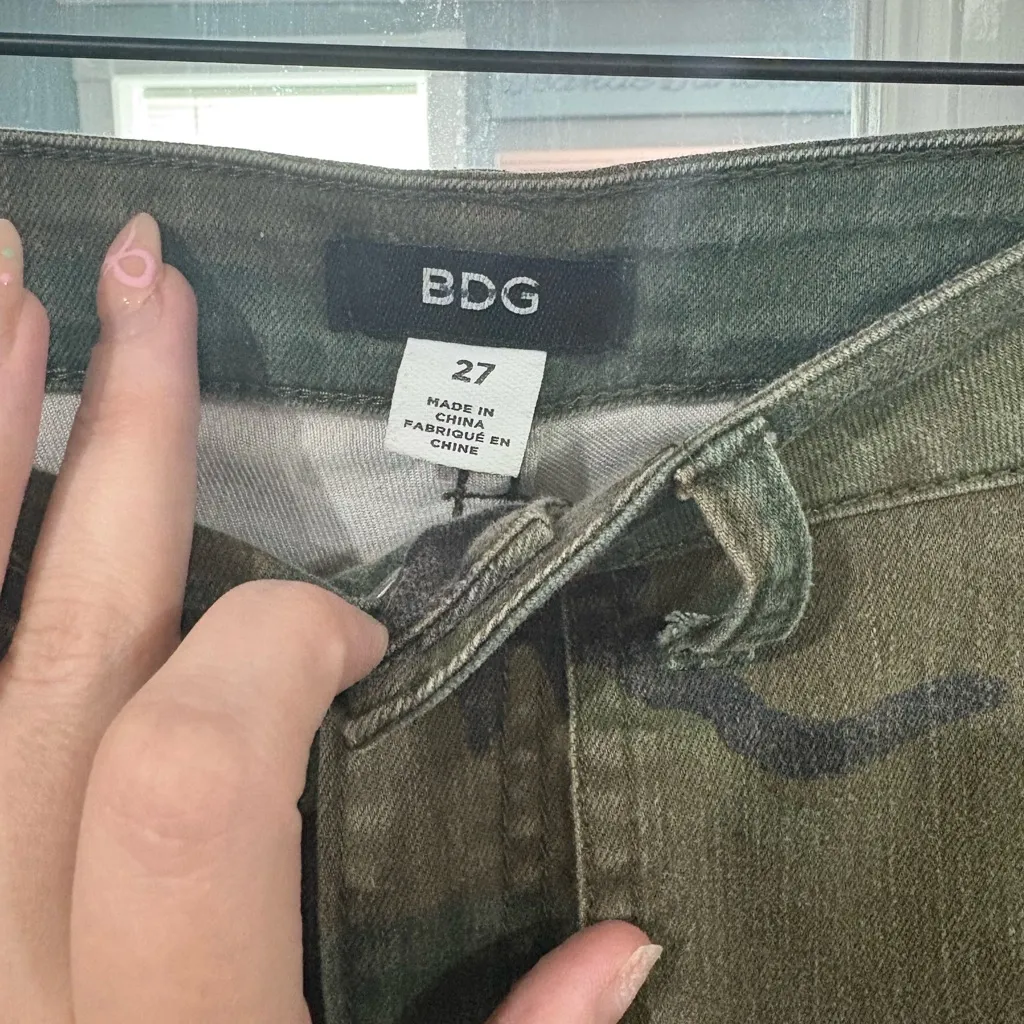 BDG
27
MADE IN
CHINA
FABRIQUÉ EN
CHINE